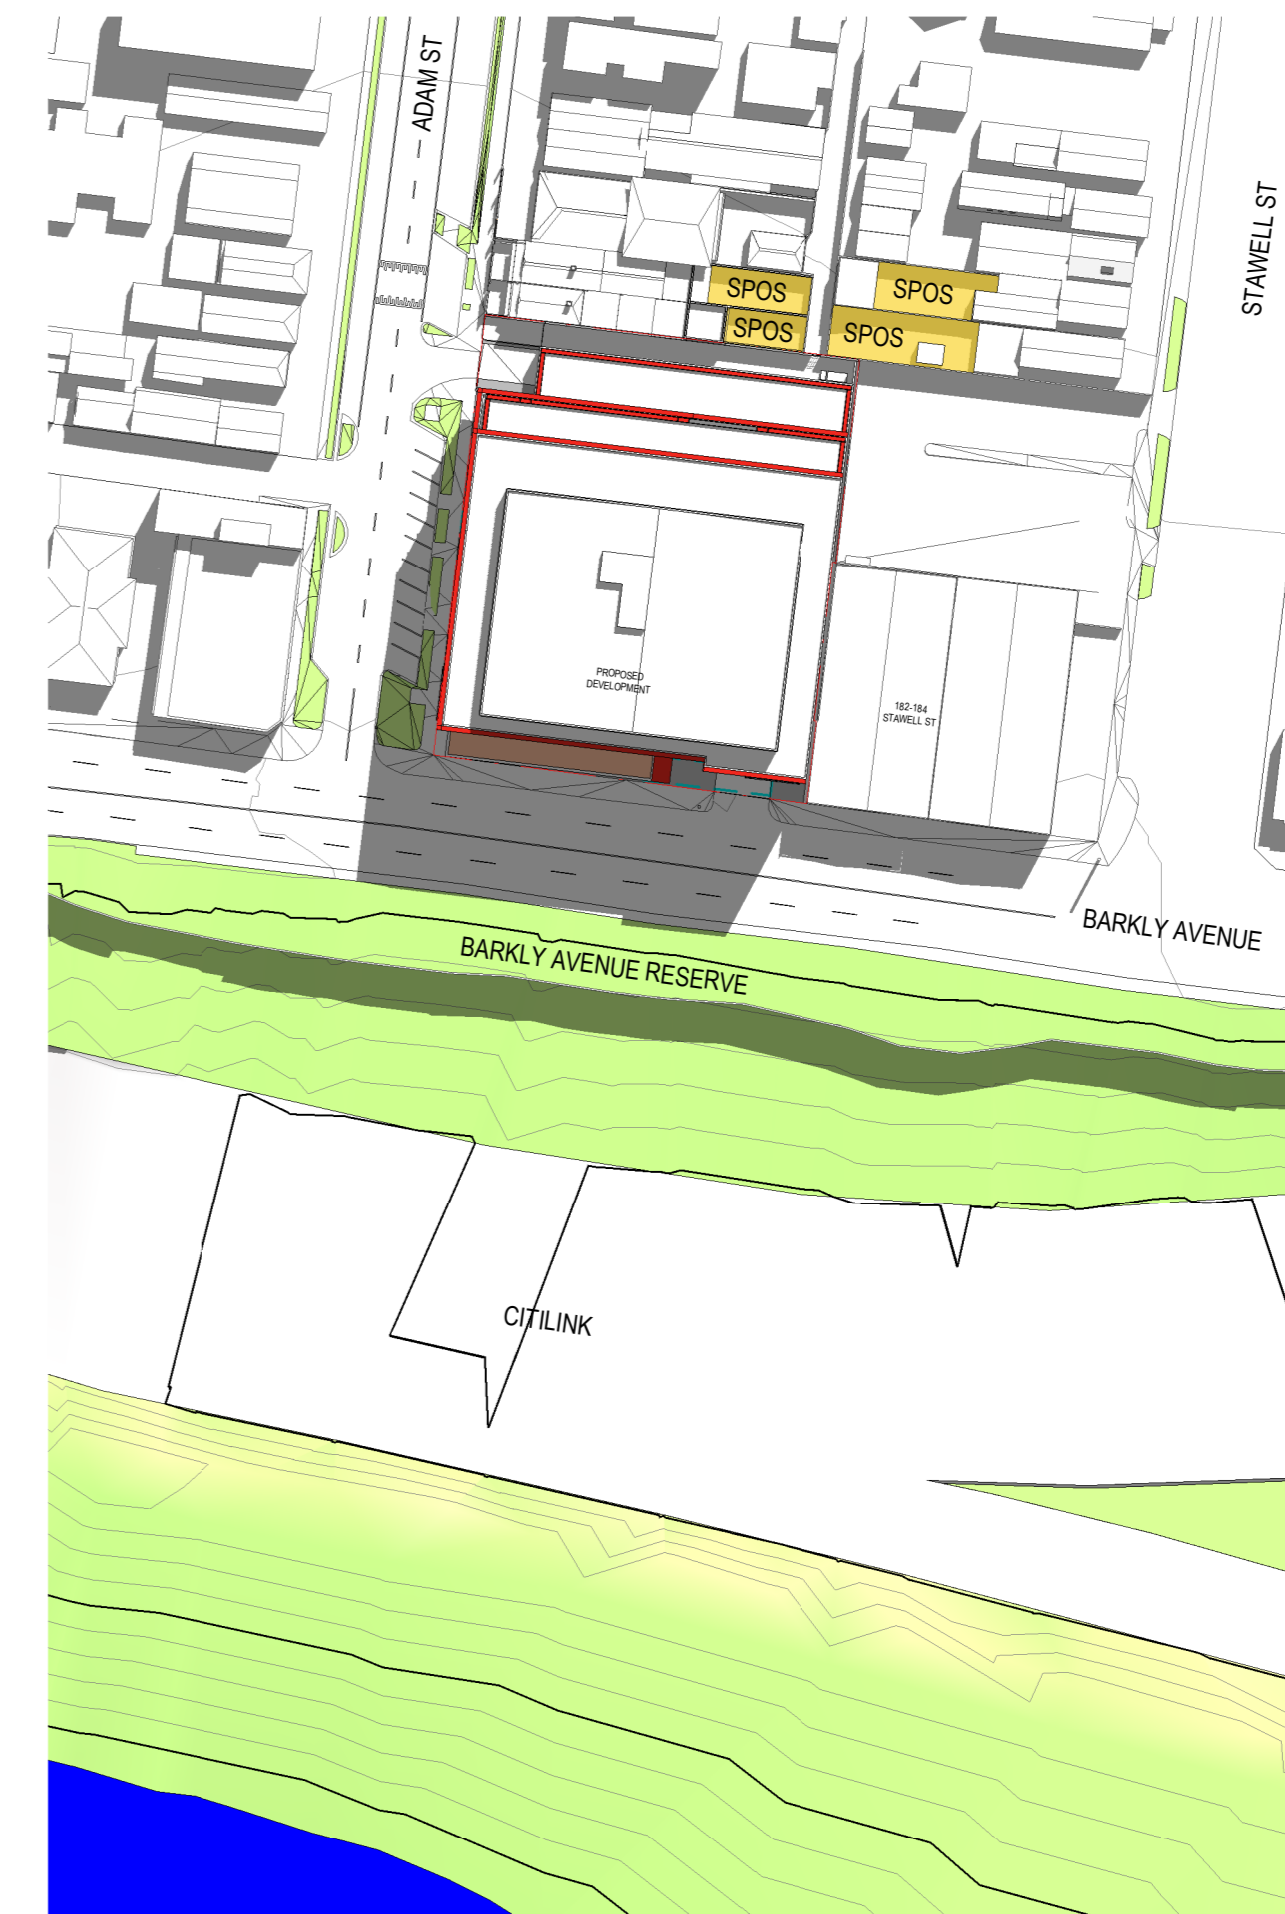 ADAM ST
STAWELL ST
SPOS
SPOS
SPOS
SPOS
PROPOSED
DEVELOPMENT
182-184
STAWELL ST
BARKLY AVENUE
BARKLY AVENUE RESERVE
CITILINK